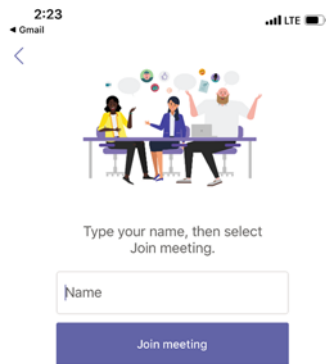 2:23
LTE
◀ Gmail
Type your name, then select
Join meeting.
Name
Join meeting